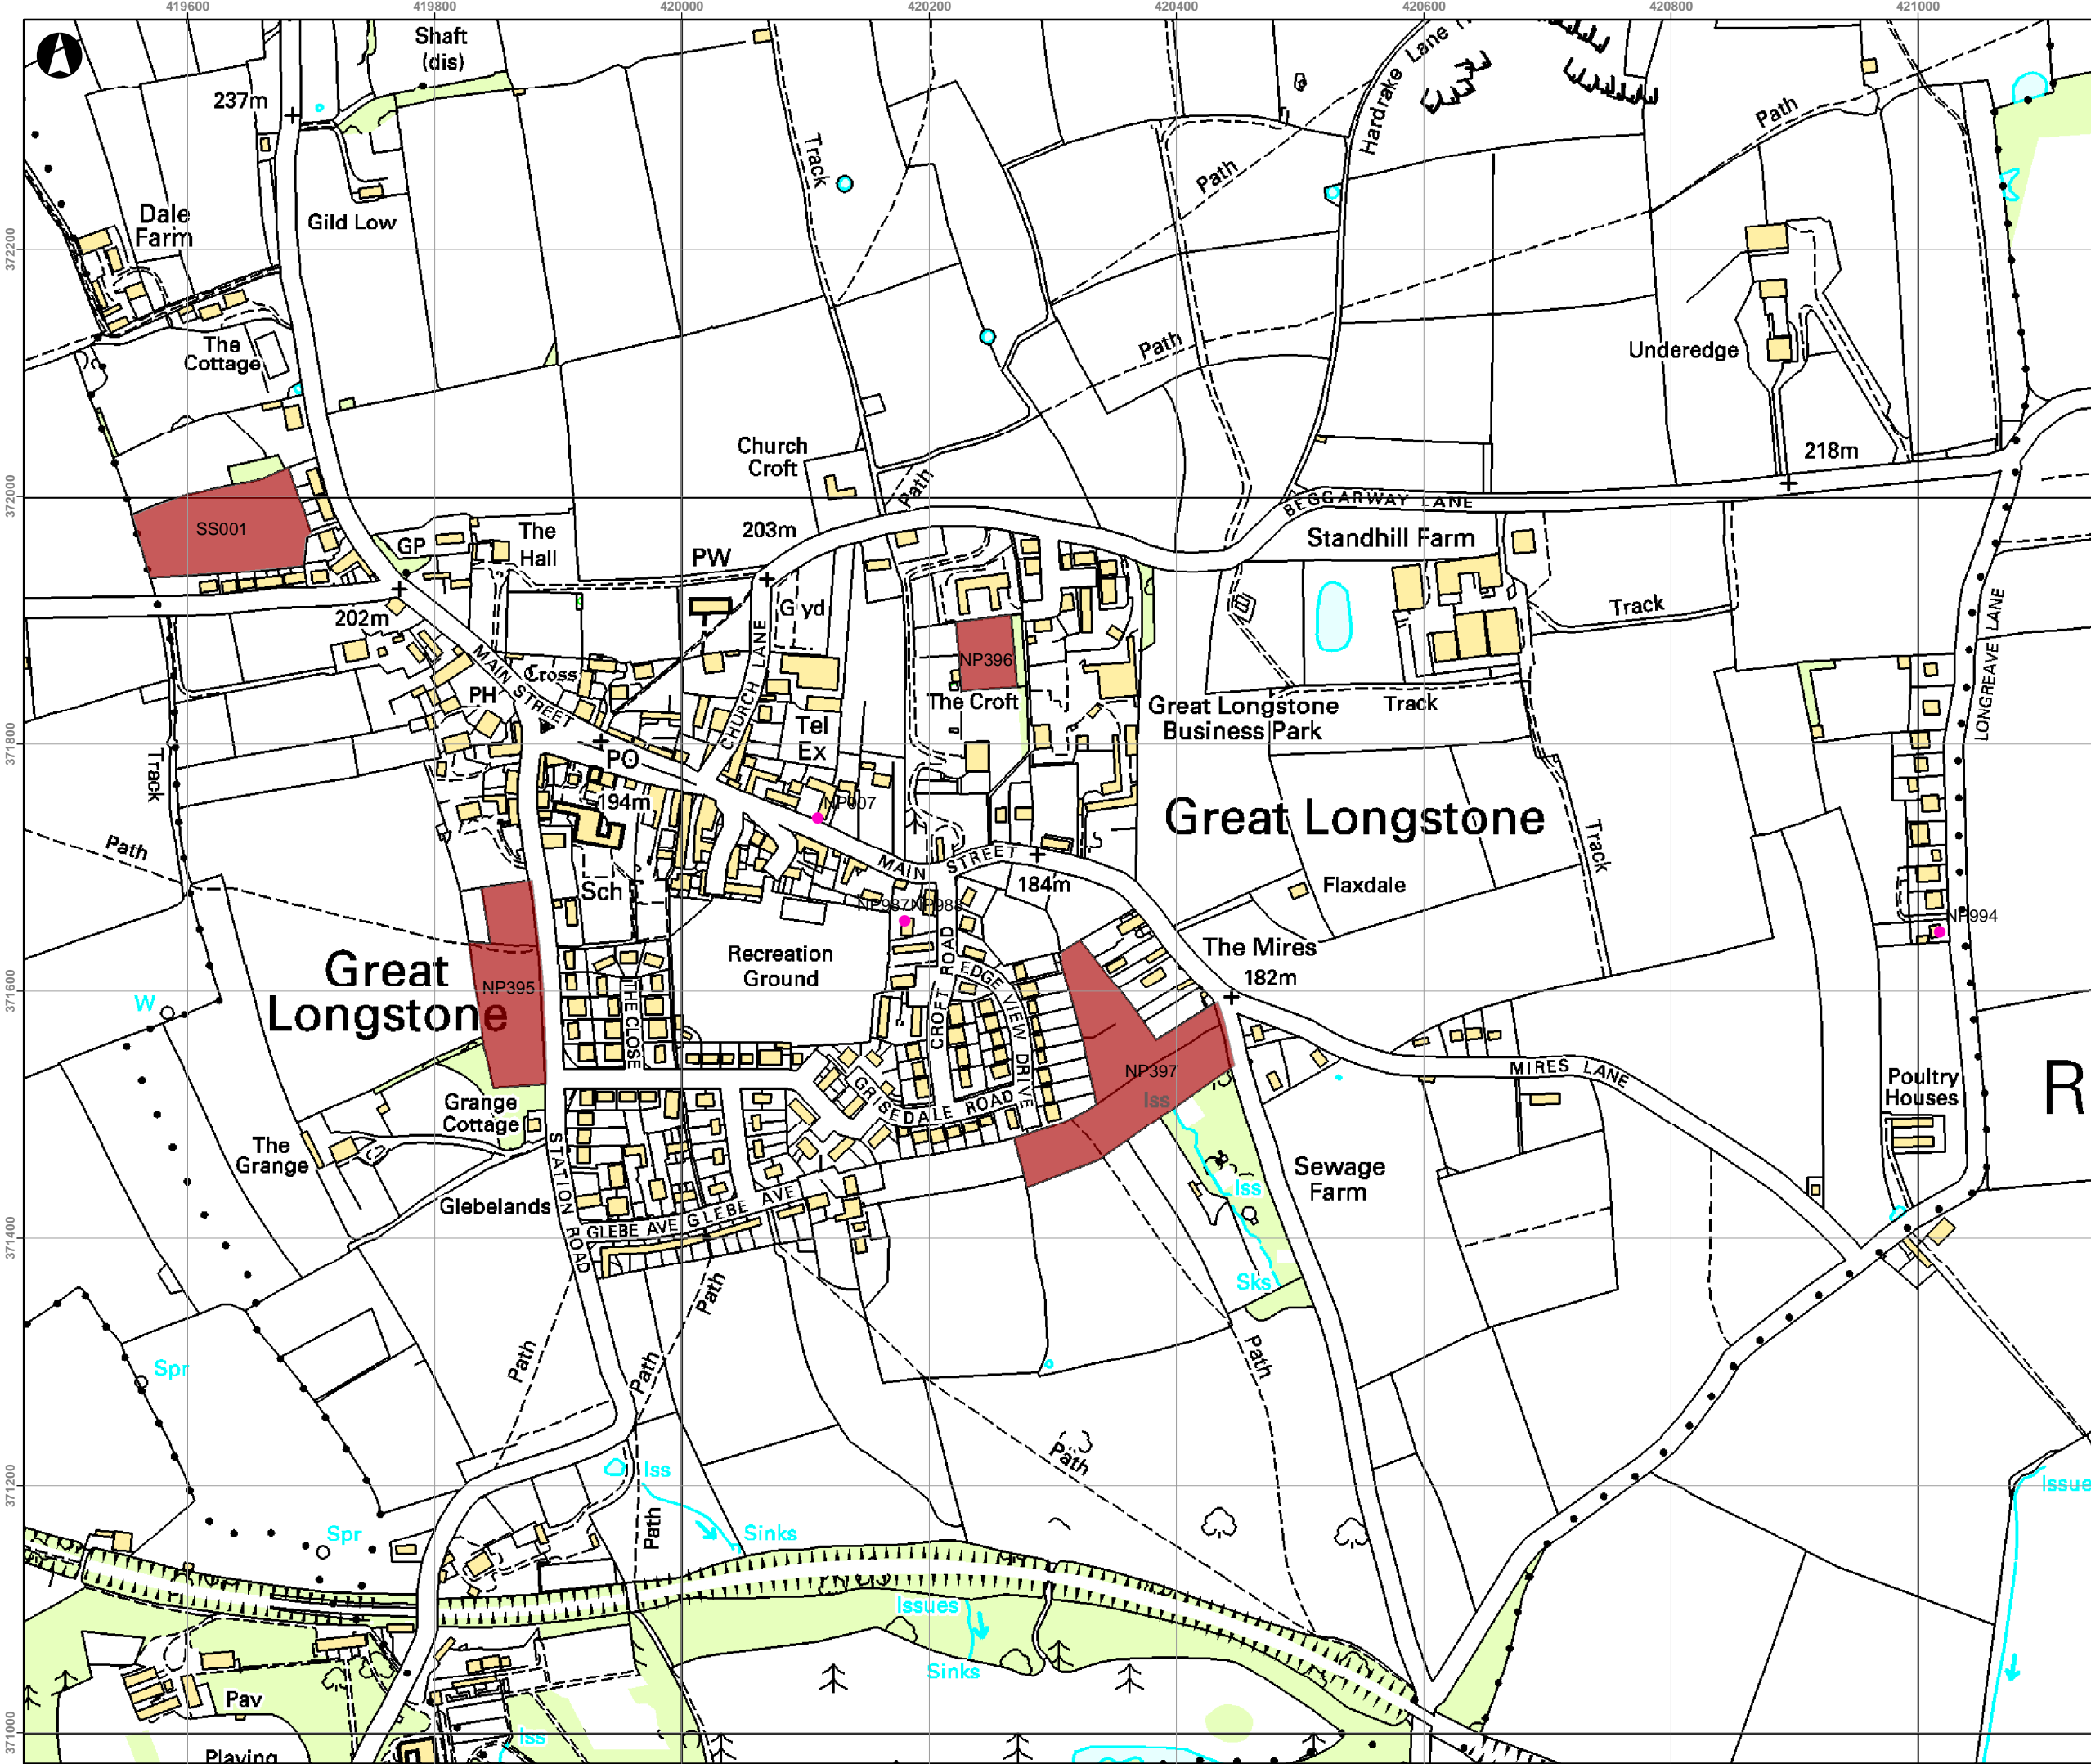 419600
419800
420000
420200
420400
420600
420800
421000
Shaft
(dis)
237m
Hardrake Lane
Track
Path
Path
372200
Dale
Farm
Gild Low
The
Cottage
Path
Underedge
Church
Croft
Path
218m
372000
SS001
GP
The
Hall
203m
PW
BEGGARWAY LANE
Standhill Farm
202m
G yd
Track
LONGREAVE LANE
MAIN STREET
Cross
PH
CHURCH LANE
NP396
The Croft
Great Longstone
Business Park
Track
371800
Track
Tel
Ex
PO
194m
NP907
Great Longstone
Track
Path
MAIN STREET
184m
Flaxdale
Sch
NP987
NP988
NP994
Great
Longstone
NP395
Recreation
Ground
CROFT ROAD
EDGE VIEW DRIVE
The Mires
182m
371600
W
THE CLOSE
NP397
Iss
MIRES LANE
Poultry
Houses
R
Grange
Cottage
GRISEDALE ROAD
The
Grange
STATION ROAD
Glebelands
GLEBE AVE
GLEBE AVE
Sewage
Farm
Iss
371400
Sks
Path
Path
Path
Path
Spr
Path
371200
Iss
Path
Sinks
Spr
Issue
Issues
Sinks
Pav
371000
Iss
Playing